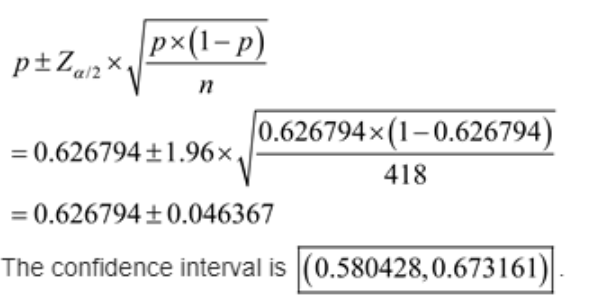 p ± Z_{α/2} × √(p×(1−p)/n)
= 0.626794 ± 1.96 × √(0.626794×(1−0.626794)/418)
= 0.626794 ± 0.046367
The confidence interval is (0.580428, 0.673161).